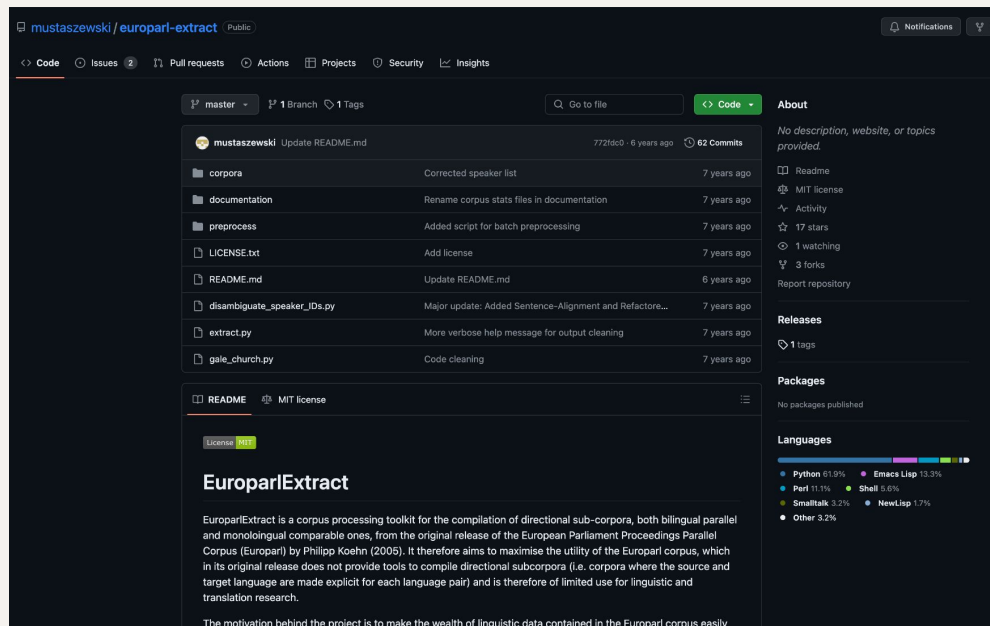 mustaszewski / europarl-extract Public
Notifications
Code Issues 2 Pull requests Actions Projects Security Insights
master 1 Branch 1 Tags Go to file Code
mustaszewski Update README.md 772fdc0 · 6 years ago 62 Commits
corpora Corrected speaker list 7 years ago
documentation Rename corpus stats files in documentation 7 years ago
preprocess Added script for batch preprocessing 7 years ago
LICENSE.txt Add license 7 years ago
README.md Update README.md 6 years ago
disambiguate_speaker_IDs.py Major update: Added Sentence-Alignment and Refactore... 7 years ago
extract.py More verbose help message for output cleaning 7 years ago
gale_church.py Code cleaning 7 years ago
README MIT license
License MIT
EuroparlExtract
EuroparlExtract is a corpus processing toolkit for the compilation of directional sub-corpora, both bilingual parallel
and monoloingual comparable ones, from the original release of the European Parliament Proceedings Parallel
Corpus (Europarl) by Philipp Koehn (2005). It therefore aims to maximise the utility of the Europarl corpus, which
in its original release does not provide tools to compile directional subcorpora (i.e. corpora where the source and
target language are made explicit for each language pair) and is therefore of limited use for linguistic and
translation research.
The motivation behind the project is to make the wealth of linguistic data contained in the Europarl corpus easily
About
No description, website, or topics
provided.
Readme
MIT license
Activity
17 stars
1 watching
3 forks
Report repository
Releases
1 tags
Packages
No packages published
Languages
Python 61.9% Emacs Lisp 13.3%
Perl 11.1% Shell 5.6%
Smalltalk 3.2% NewLisp 1.7%
Other 3.2%